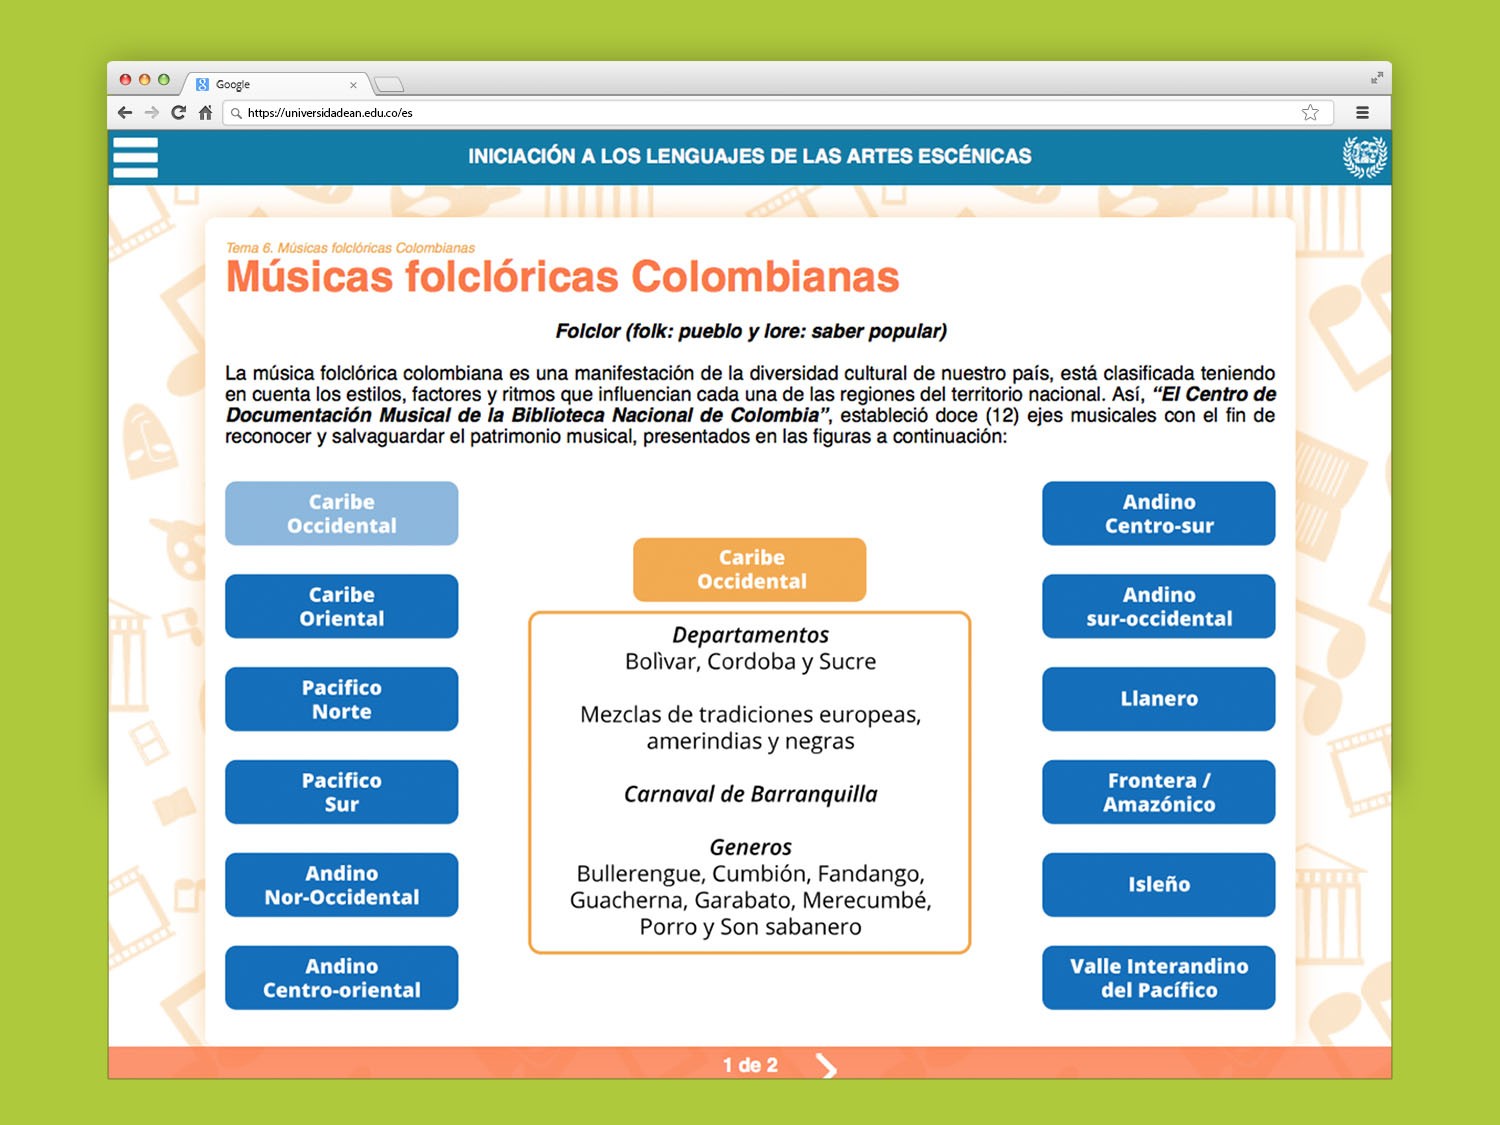 Google
https://universidadean.edu.co/es
INICIACIÓN A LOS LENGUAJES DE LAS ARTES ESCÉNICAS
Tema 6. Músicas folclóricas Colombianas
Músicas folclóricas Colombianas
Folclor (folk: pueblo y lore: saber popular)
La música folclórica colombiana es una manifestación de la diversidad cultural de nuestro país, está clasificada teniendo
en cuenta los estilos, factores y ritmos que influencian cada una de las regiones del territorio nacional. Así, “El Centro de
Documentación Musical de la Biblioteca Nacional de Colombia”, estableció doce (12) ejes musicales con el fin de
reconocer y salvaguardar el patrimonio musical, presentados en las figuras a continuación:
Caribe
Occidental
Caribe
Oriental
Pacifico
Norte
Pacifico
Sur
Andino
Nor-Occidental
Andino
Centro-oriental
Caribe
Occidental
Departamentos
Bolìvar, Cordoba y Sucre
Mezclas de tradiciones europeas,
amerindias y negras
Carnaval de Barranquilla
Generos
Bullerengue, Cumbión, Fandango,
Guacherna, Garabato, Merecumbé,
Porro y Son sabanero
Andino
Centro-sur
Andino
sur-occidental
Llanero
Frontera /
Amazónico
Isleño
Valle Interandino
del Pacífico
1 de 2